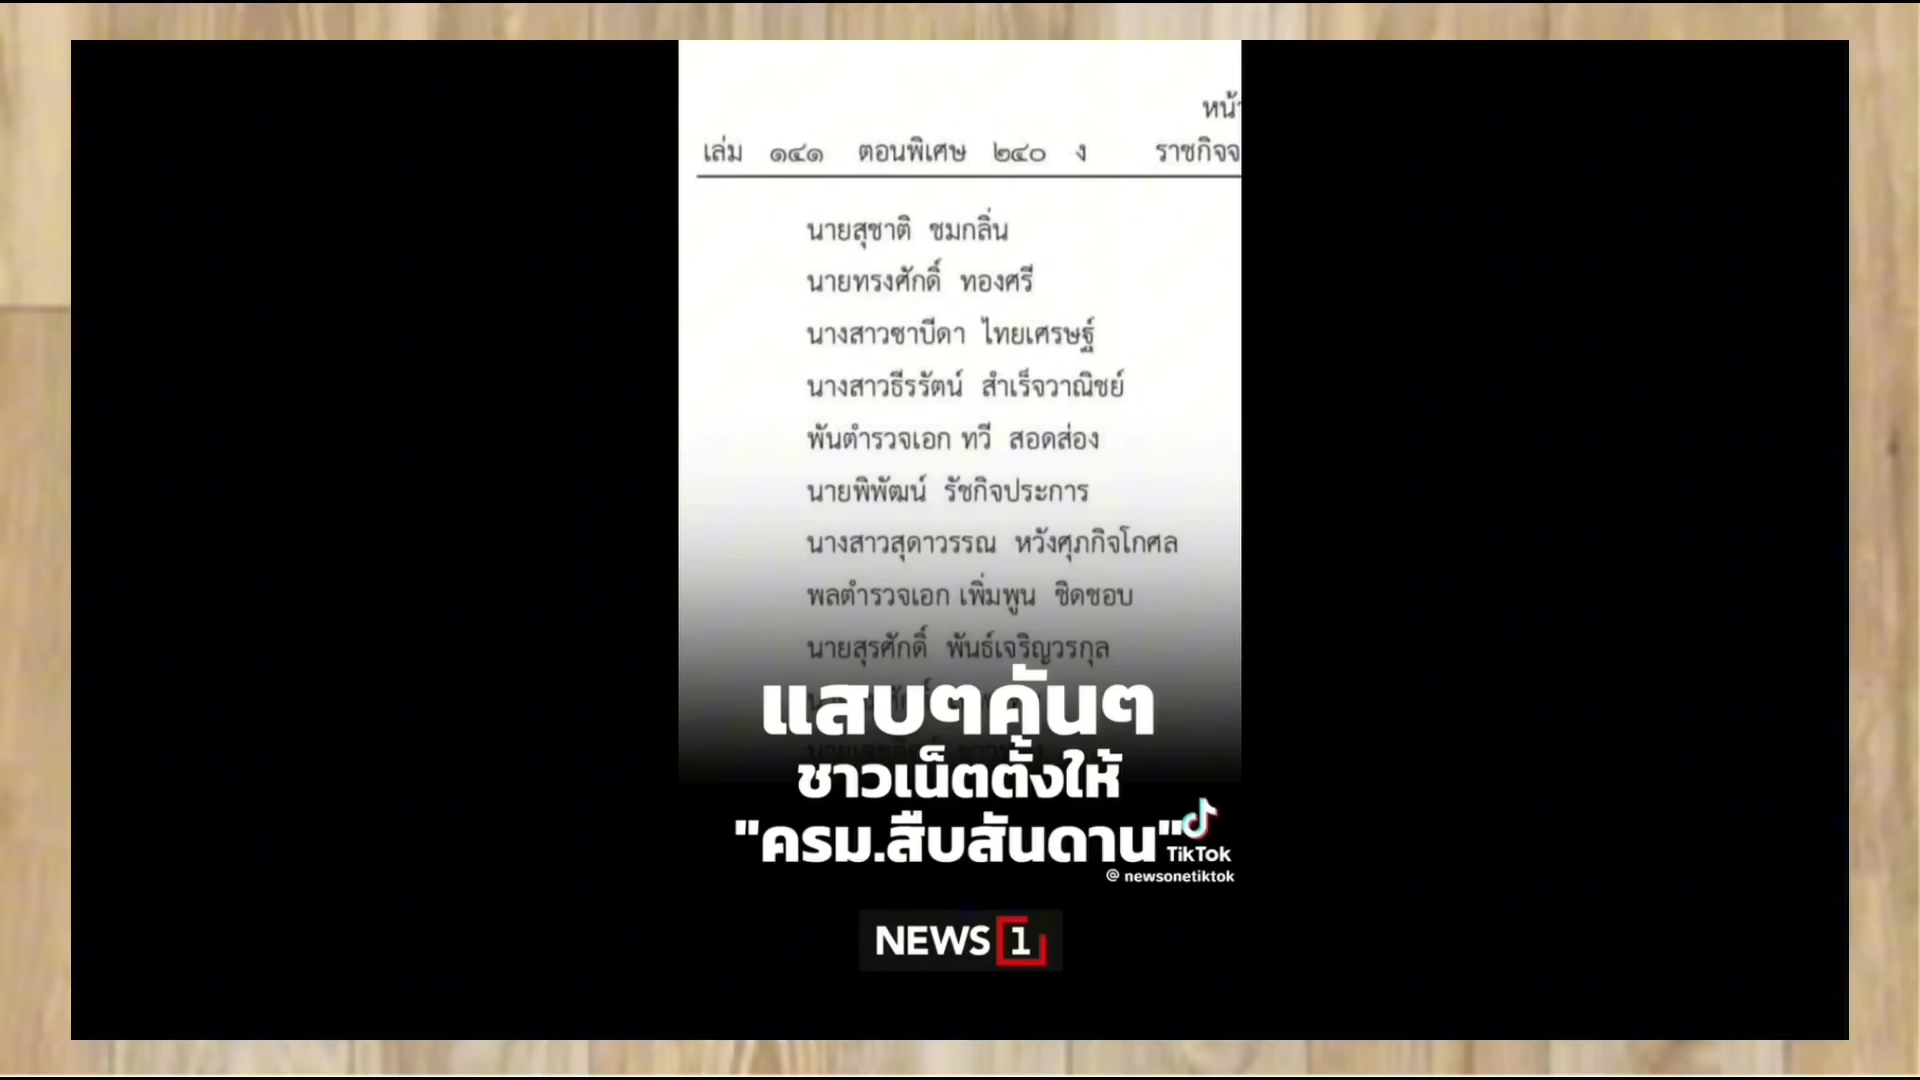 หน้า
เล่ม ๑๔๑ ตอนพิเศษ ๒๔๐ ง ราชกิจจ
นายสุชาติ ชมกลิ่น
นายทรงศักดิ์ ทองศรี
นางสาวซาบีดา ไทยเศรษฐ์
นางสาวธีรรัตน์ สำเร็จวาณิชย์
พันตำรวจเอก ทวี สอดส่อง
นายพิพัฒน์ รัชกิจประการ
นางสาวสุดาวรรณ หวังศุภกิจโกศล
พลตำรวจเอก เพิ่มพูน ชิดชอบ
นายสุรศักดิ์ พันธ์เจริญวรกุล
แสบๆคันๆ
ชาวเน็ตตั้งให้
"ครม.สืบสันดาน"
TikTok
@ newsonetiktok
NEWS 1